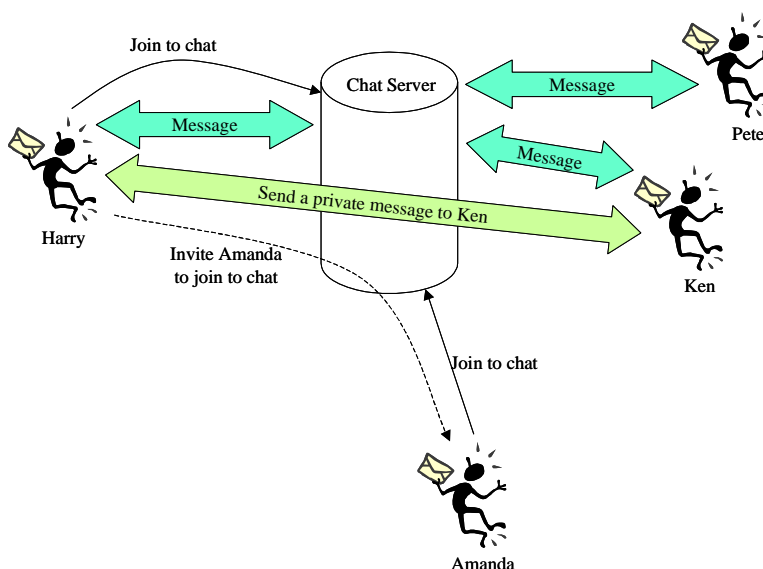 Join to chat
Chat Server
Message
Message
Pete
Message
Send a private message to Ken
Harry
Invite Amanda
to join to chat
Ken
Join to chat
Amanda